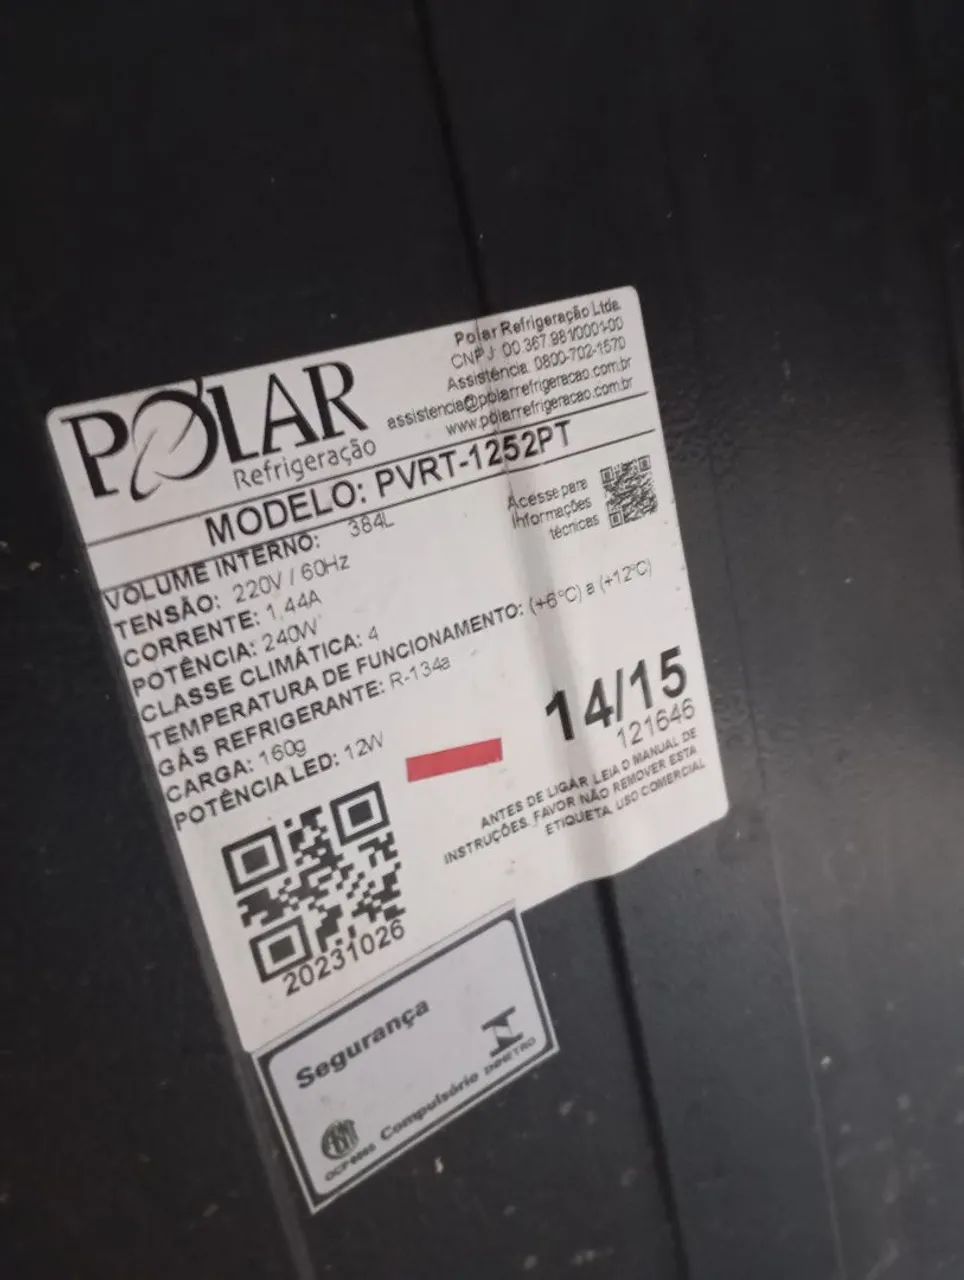 POLAR
Refrigeração
Polar Refrigeração Ltda.
CNPJ: 00.367.981/0001-00
Assistência: 0800-702-1570
assistencia@polarrefrigeracao.com.br
www.polarrefrigeracao.com.br
MODELO: PVRT-1252PT
VOLUME INTERNO: 384L
TENSÃO: 220V / 60Hz
CORRENTE: 1,44A
POTÊNCIA: 240W
CLASSE CLIMÁTICA: 4
TEMPERATURA DE FUNCIONAMENTO: (+6°C) a (+12°C)
GÁS REFRIGERANTE: R-134a
CARGA: 160g
POTÊNCIA LED: 12W
Acesse para
Informações
técnicas
14/15
121646
ANTES DE LIGAR LEIA O MANUAL DE
INSTRUÇÕES. FAVOR NÃO REMOVER ESTA
ETIQUETA. USO COMERCIAL
20231026
Segurança
Compulsório
INMETRO